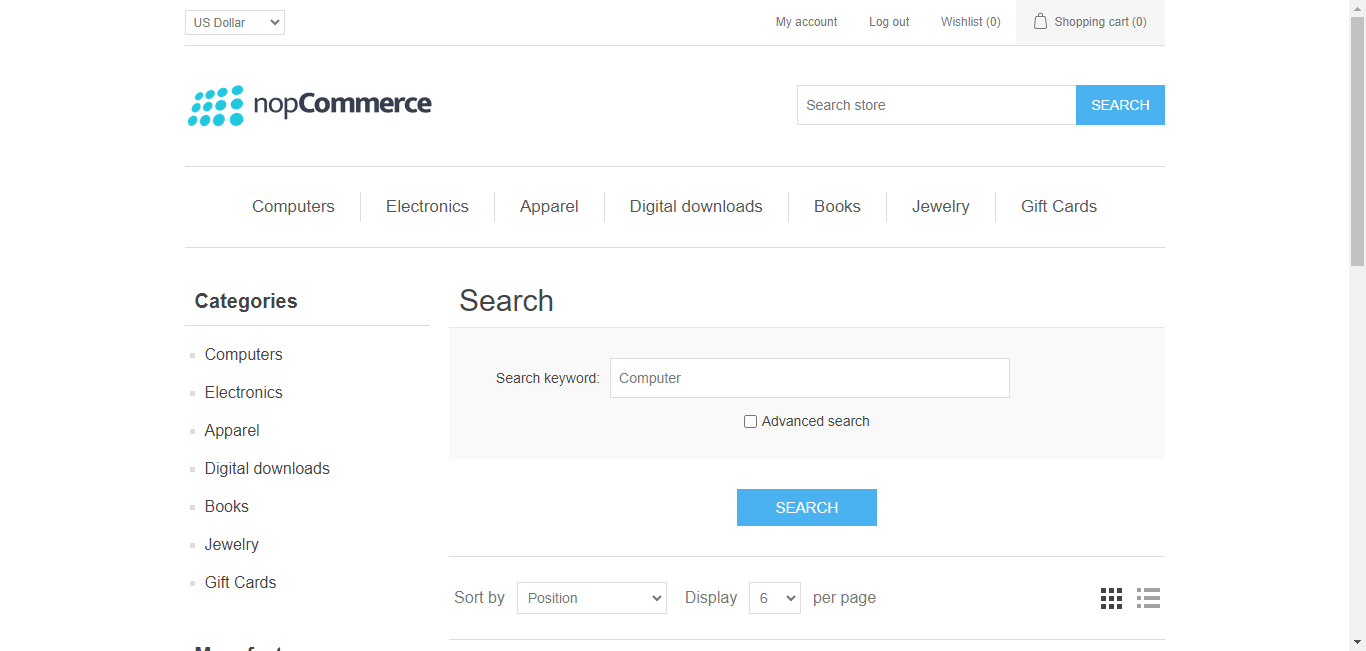 US Dollar
My account
Log out
Wishlist (0)
Shopping cart (0)
nopCommerce
Search store
SEARCH
Computers
Electronics
Apparel
Digital downloads
Books
Jewelry
Gift Cards
Categories
Computers
Electronics
Apparel
Digital downloads
Books
Jewelry
Gift Cards
Search
Search keyword: Computer
Advanced search
SEARCH
Sort by Position Display 6 per page